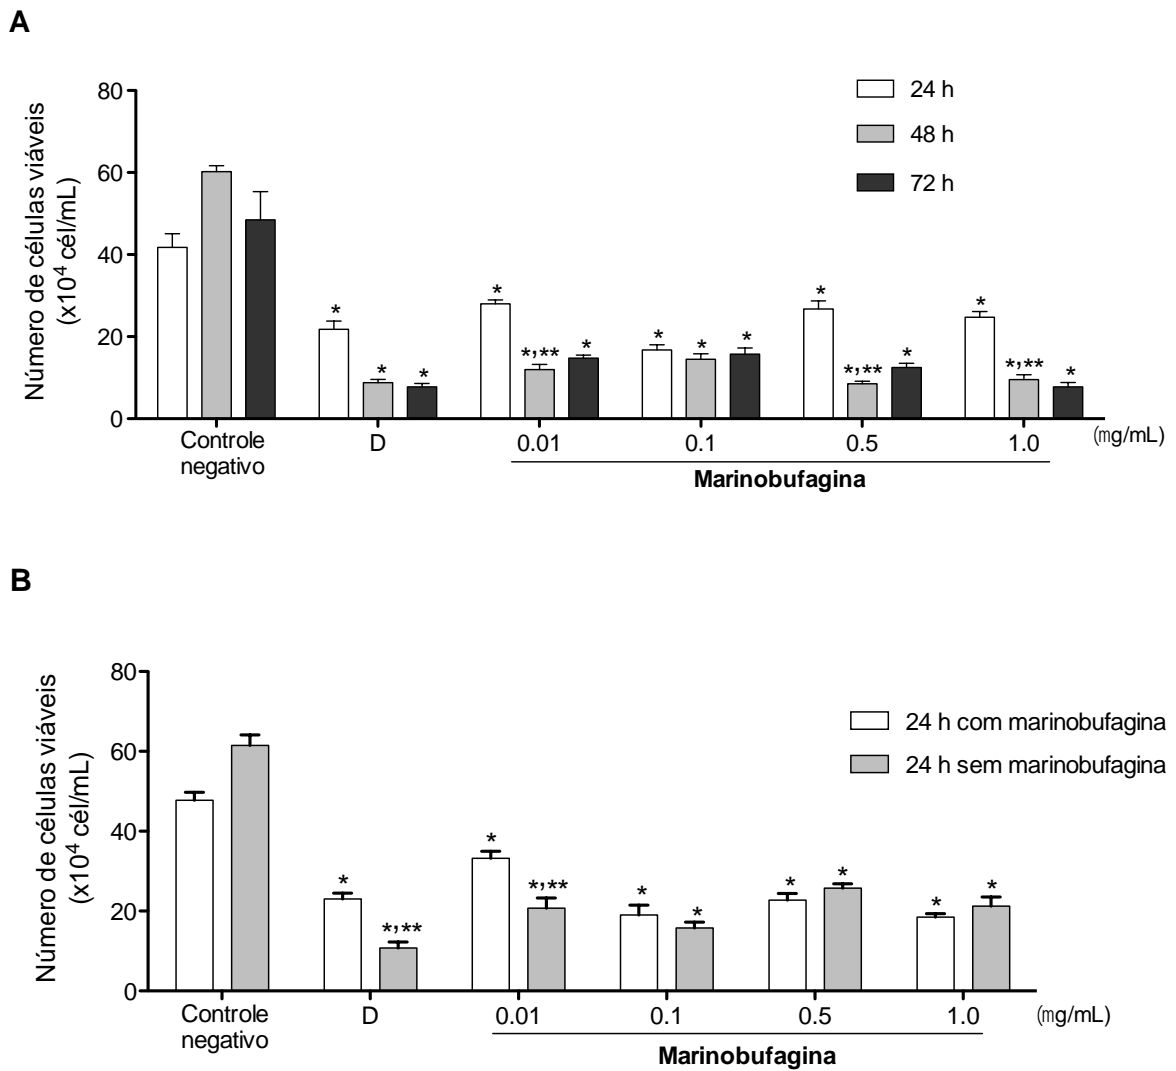 A
Número de células viáveis
(x10⁴ cél/mL)
80
60
40
20
0
24 h
48 h
72 h
*
*
*
*
*,**
*
*
*
*
*
*,**
*
*
*,**
*
Controle
negativo
D
0.01
0.1
0.5
1.0
(mg/mL)
Marinobufagina
B
Número de células viáveis
(x10⁴ cél/mL)
80
60
40
20
0
24 h com marinobufagina
24 h sem marinobufagina
*
*,**
*
*,**
*
*
*
*
*
*
Controle
negativo
D
0.01
0.1
0.5
1.0
(mg/mL)
Marinobufagina